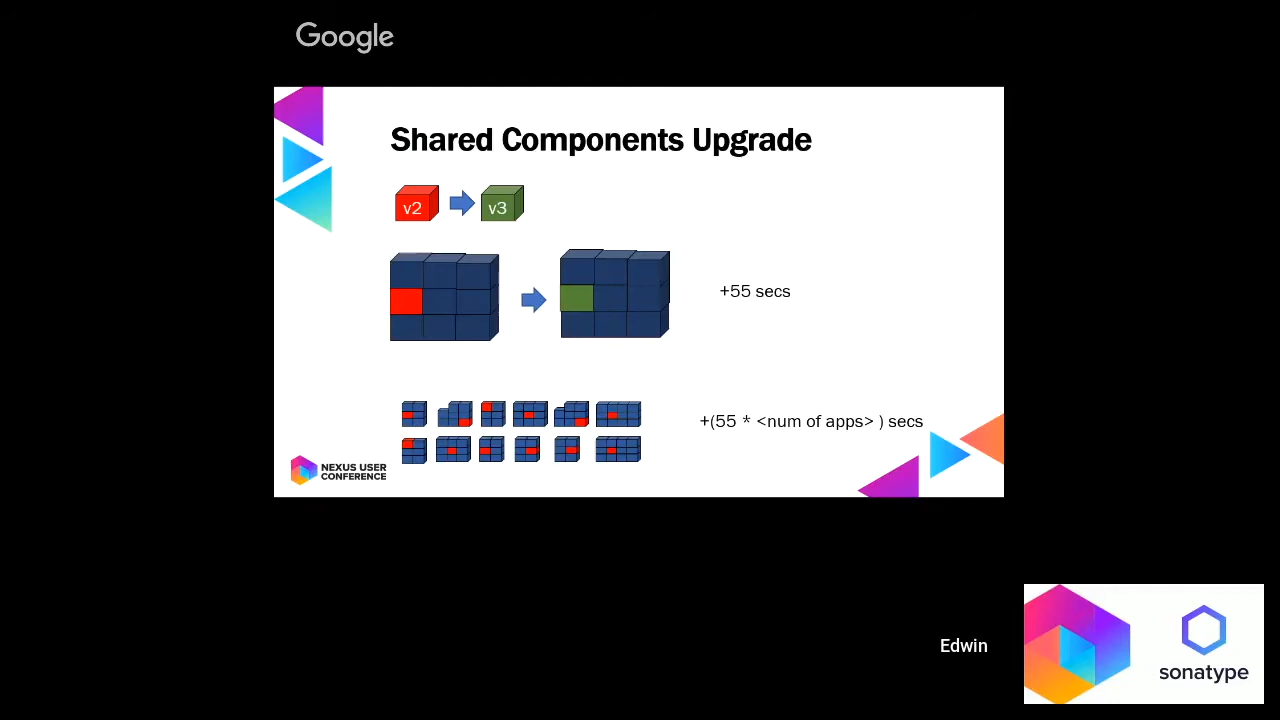 Google
Shared Components Upgrade
v2
v3
+55 secs
+(55 * <num of apps> ) secs
NEXUS USER
CONFERENCE
Edwin
sonatype